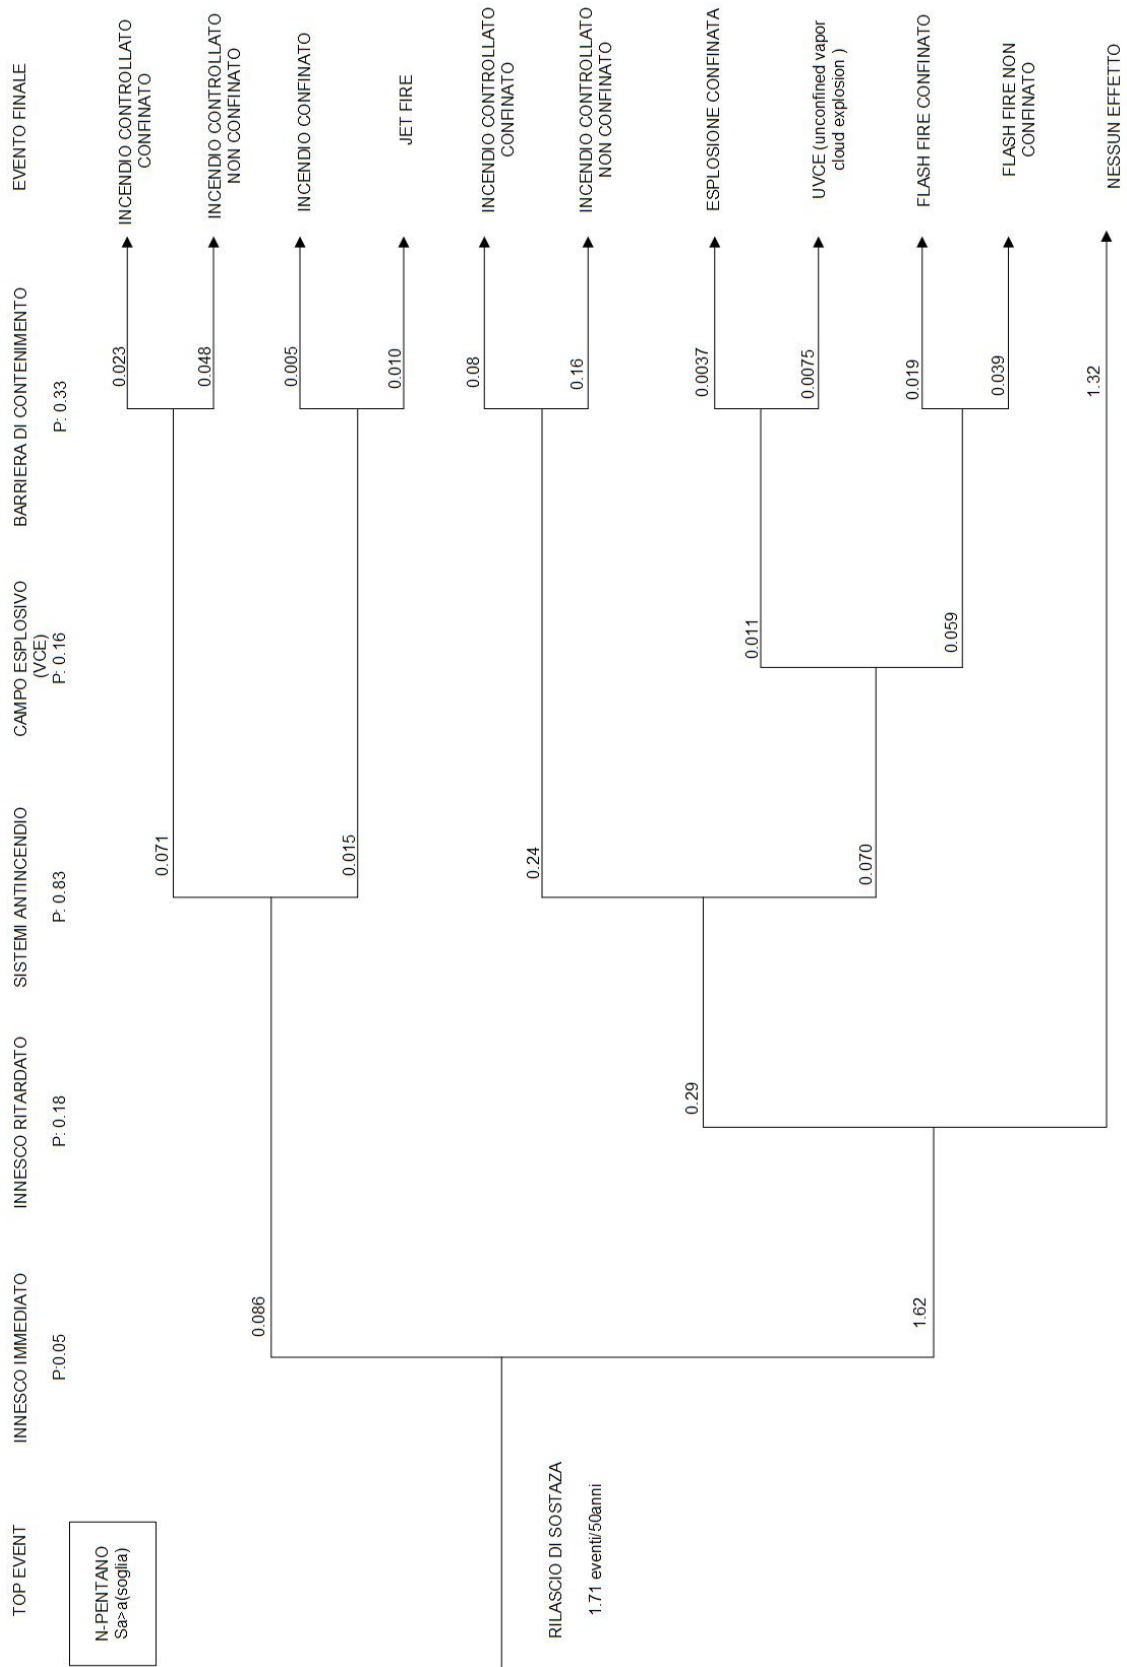 TOP EVENT
INNESCO IMMEDIATO
P:0.05
INNESCO RITARDATO
P: 0.18
SISTEMI ANTINCENDIO
P: 0.83
CAMPO ESPLOSIVO
(VCE)
P: 0.16
BARRIERA DI CONTENIMENTO
P: 0.33
EVENTO FINALE
N-PENTANO
Sa>a(soglia)
RILASCIO DI SOSTAZA
1.71 eventi/50anni
0.086
1.62
0.29
0.071
0.015
0.24
0.070
0.011
0.059
0.023
INCENDIO CONTROLLATO
CONFINATO
0.048
INCENDIO CONTROLLATO
NON CONFINATO
0.005
INCENDIO CONFINATO
0.010
JET FIRE
0.08
INCENDIO CONTROLLATO
CONFINATO
0.16
INCENDIO CONTROLLATO
NON CONFINATO
0.0037
ESPLOSIONE CONFINATA
0.0075
UVCE (unconfined vapor
cloud explosion )
0.019
FLASH FIRE CONFINATO
0.039
FLASH FIRE NON
CONFINATO
1.32
NESSUN EFFETTO